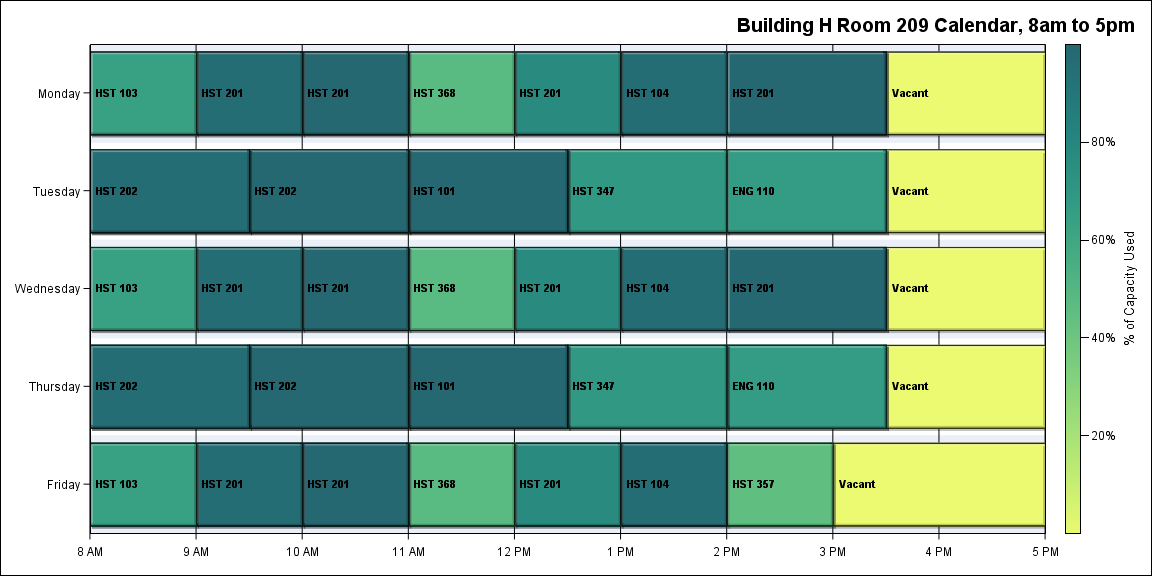 Building H Room 209 Calendar, 8am to 5pm
Monday
HST 103
HST 201
HST 201
HST 368
HST 201
HST 104
HST 201
Vacant
Tuesday
HST 202
HST 202
HST 101
HST 347
ENG 110
Vacant
Wednesday
HST 103
HST 201
HST 201
HST 368
HST 201
HST 104
HST 201
Vacant
Thursday
HST 202
HST 202
HST 101
HST 347
ENG 110
Vacant
Friday
HST 103
HST 201
HST 201
HST 368
HST 201
HST 104
HST 357
Vacant
8 AM
9 AM
10 AM
11 AM
12 PM
1 PM
2 PM
3 PM
4 PM
5 PM
80%
60%
40%
20%
% of Capacity Used